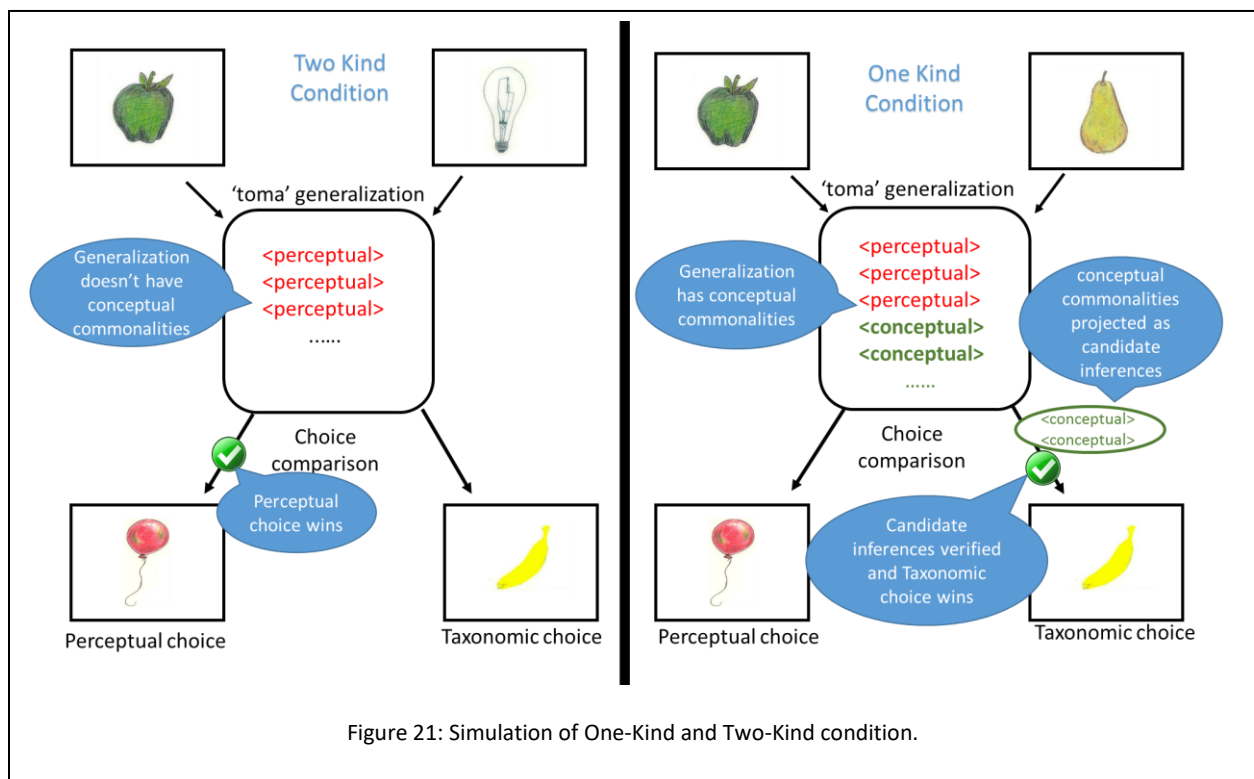 Two Kind
Condition
‘toma’ generalization
Generalization
doesn’t have
conceptual
commonalities
<perceptual>
<perceptual>
<perceptual>
......
Choice
comparison
Perceptual
choice wins
Perceptual choice
Taxonomic choice
One Kind
Condition
‘toma’ generalization
Generalization
has conceptual
commonalities
<perceptual>
<perceptual>
<perceptual>
<conceptual>
<conceptual>
......
conceptual
commonalities
projected as
candidate
inferences
<conceptual>
<conceptual>
Choice
comparison
Candidate
inferences verified
and Taxonomic
choice wins
Perceptual choice
Taxonomic choice
Figure 21: Simulation of One-Kind and Two-Kind condition.